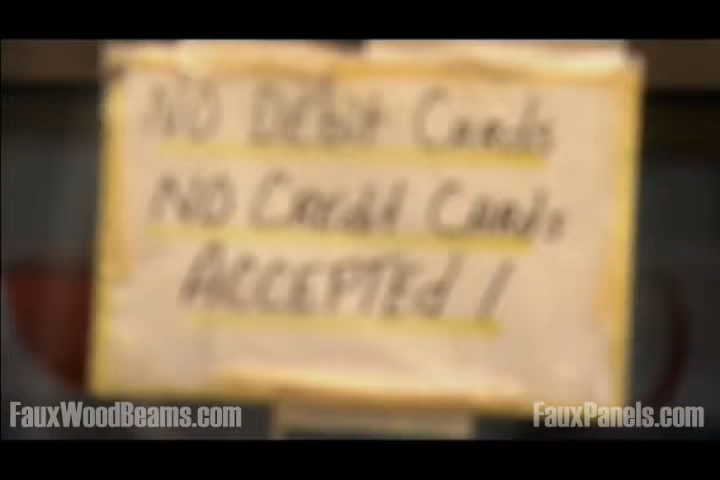 NO DEBit Cards
NO Credit Cards
ACCEPTEd !
FauxWoodBeams.com
FauxPanels.com